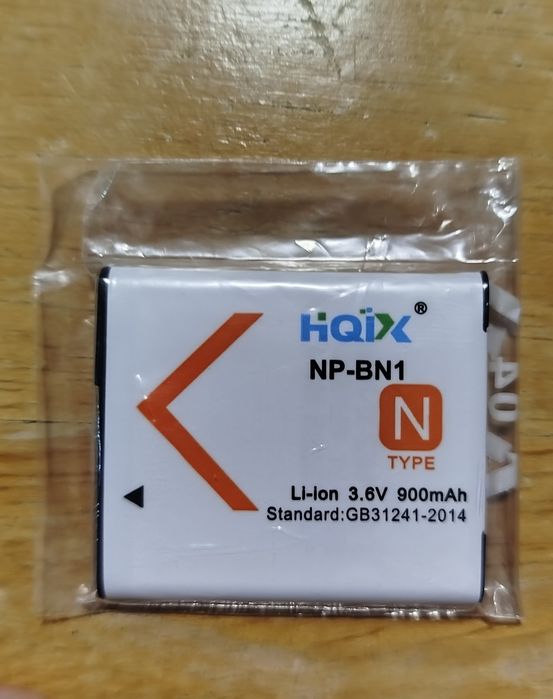 HQiX®
NP-BN1
N
TYPE
Li-ion 3.6V 900mAh
Standard:GB31241-2014